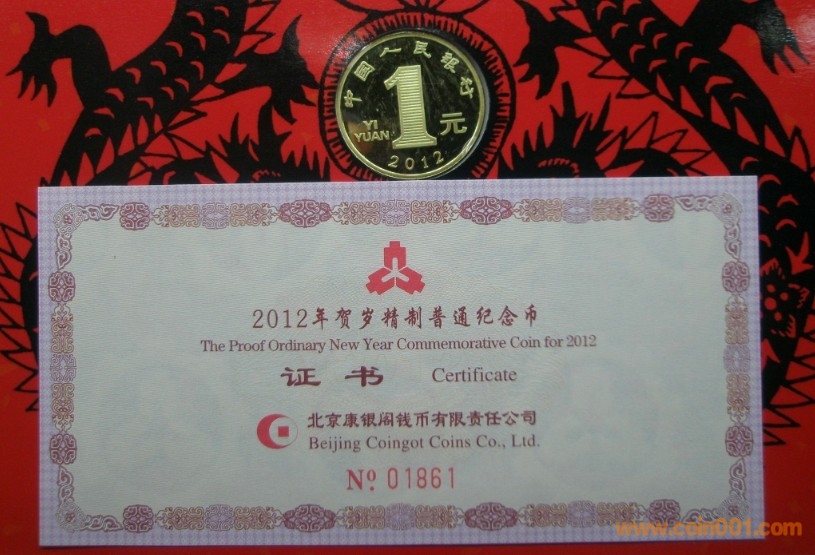 中国人民银行
1
YI
YUAN
元
2012
2012年贺岁精制普通纪念币
The Proof Ordinary New Year Commemorative Coin for 2012
证书 Certificate
北京康银阁钱币有限责任公司
Beijing Coingot Coins Co., Ltd.
Nº 01861
www.coin001.com